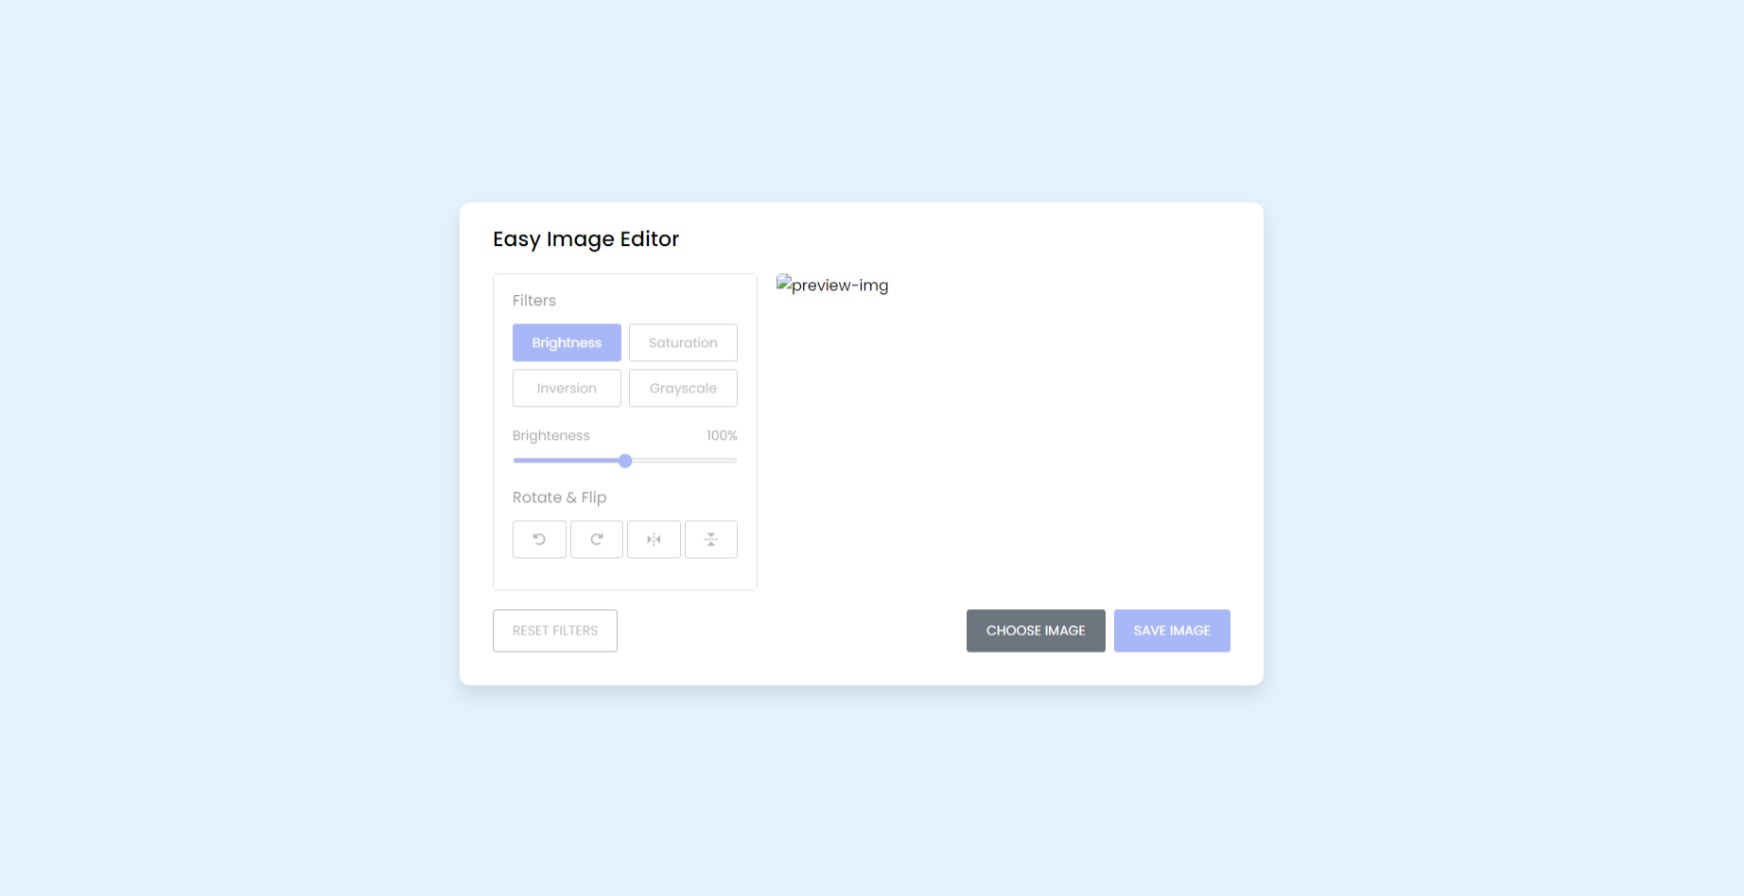 Easy Image Editor
Filters
Brightness
Saturation
Inversion
Grayscale
Brighteness 100%
Rotate & Flip
preview-img
RESET FILTERS
CHOOSE IMAGE
SAVE IMAGE